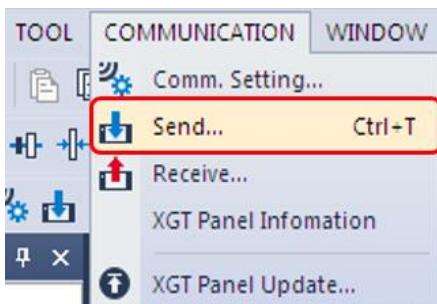 TOOL COMMUNICATION WINDOW
Comm. Setting...
Send... Ctrl+T
Receive...
XGT Panel Infomation
XGT Panel Update...